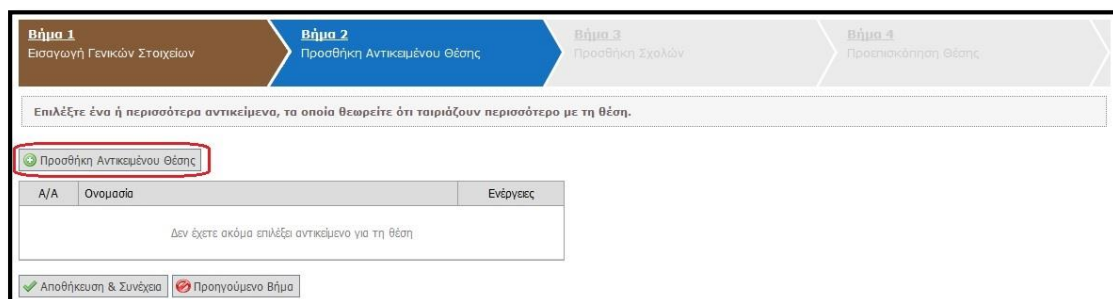 Βήμα 1
Εισαγωγή Γενικών Στοιχείων
Βήμα 2
Προσθήκη Αντικειμένου Θέσης
Βήμα 3
Προσθήκη Σχολών
Βήμα 4
Προεπισκόπηση Θέσης
Επιλέξτε ένα ή περισσότερα αντικείμενα, τα οποία θεωρείτε ότι ταιριάζουν περισσότερο με τη θέση.
Προσθήκη Αντικειμένου Θέσης
Α/Α Ονομασία Ενέργειες
Δεν έχετε ακόμα επιλέξει αντικείμενο για τη θέση
Αποθήκευση & Συνέχεια Προηγούμενο Βήμα